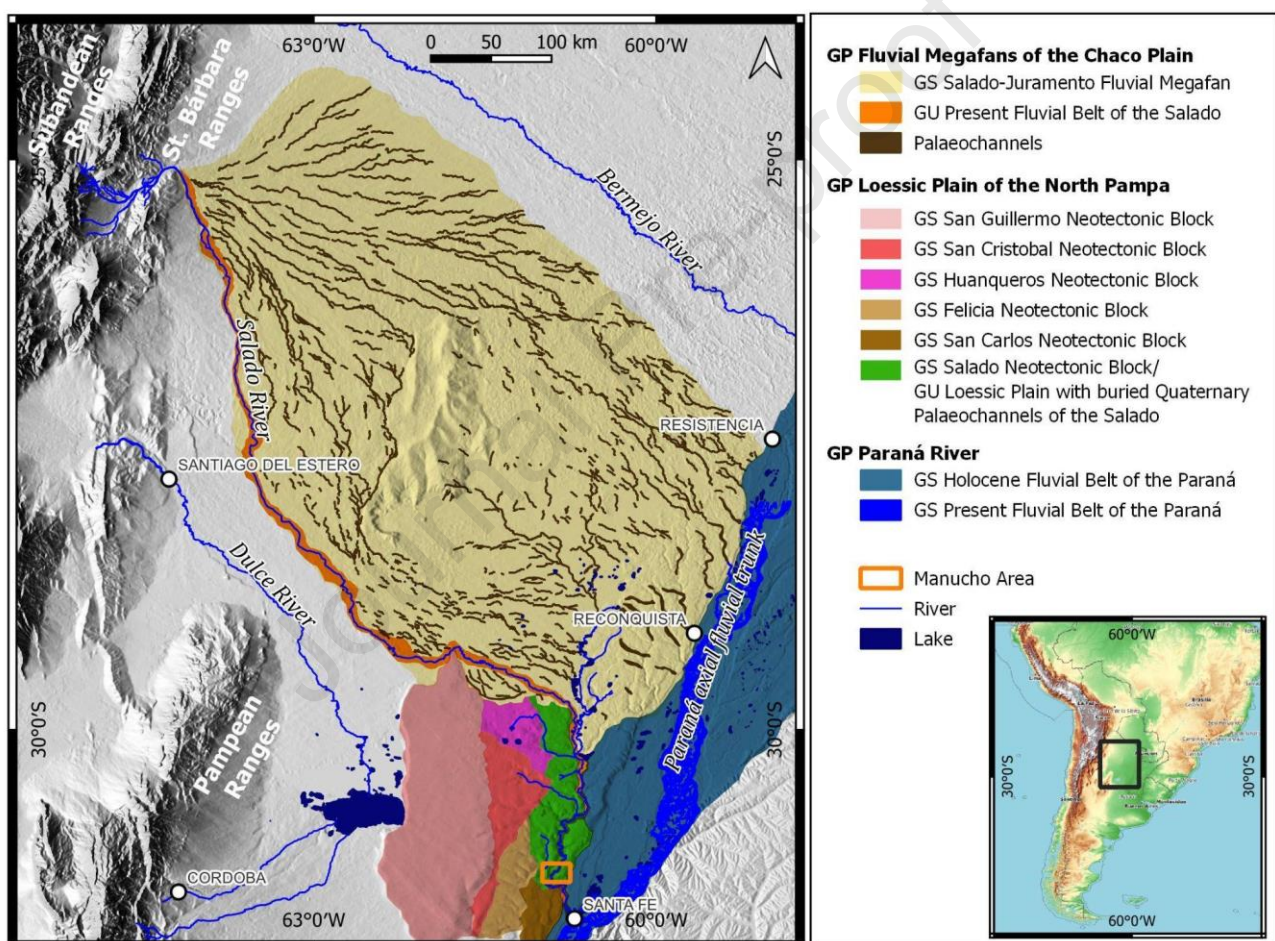 63°0'W
0 50 100 km
60°0'W
Subandean
Ranges
St. Bárbara
Ranges
25°0'S
25°0'S
Bermejo River
Salado River
RESISTENCIA
SANTIAGO DEL ESTERO
Dulce River
RECONQUISTA
Paraná axial fluvial trunk
30°0'S
30°0'S
Pampean
Ranges
CORDOBA
63°0'W
SANTA FE
60°0'W
GP Fluvial Megafans of the Chaco Plain
GS Salado-Juramento Fluvial Megafan
GU Present Fluvial Belt of the Salado
Palaeochannels
GP Loessic Plain of the North Pampa
GS San Guillermo Neotectonic Block
GS San Cristobal Neotectonic Block
GS Huanqueros Neotectonic Block
GS Felicia Neotectonic Block
GS San Carlos Neotectonic Block
GS Salado Neotectonic Block/
GU Loessic Plain with buried Quaternary
Palaeochannels of the Salado
GP Paraná River
GS Holocene Fluvial Belt of the Paraná
GS Present Fluvial Belt of the Paraná
Manucho Area
River
Lake
60°0'W
30°0'S
30°0'S
60°0'W